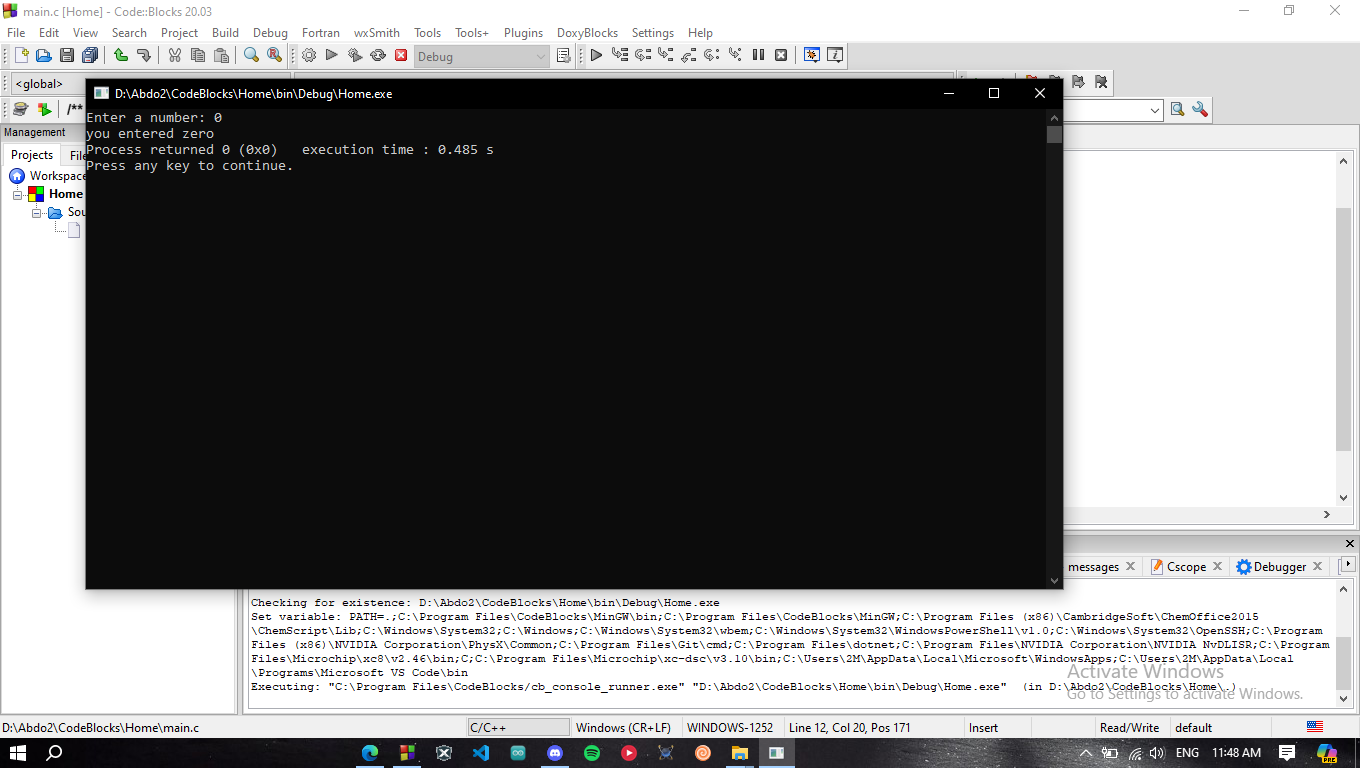 main.c [Home] - Code::Blocks 20.03
File Edit View Search Project Build Debug Fortran wxSmith Tools Tools+ Plugins DoxyBlocks Settings Help
Debug
<global>
D:\Abdo2\CodeBlocks\Home\bin\Debug\Home.exe
/**
Enter a number: 0
you entered zero
Process returned 0 (0x0)   execution time : 0.485 s
Press any key to continue.
Management
Projects File
Workspace
Home
Sou
messages Cscope Debugger
Checking for existence: D:\Abdo2\CodeBlocks\Home\bin\Debug\Home.exe
Set variable: PATH=.;C:\Program Files\CodeBlocks\MinGW\bin;C:\Program Files\CodeBlocks\MinGW;C:\Program Files (x86)\CambridgeSoft\ChemOffice2015
\ChemScript\Lib;C:\Windows\System32;C:\Windows;C:\Windows\System32\wbem;C:\Windows\System32\WindowsPowerShell\v1.0;C:\Windows\System32\OpenSSH;C:\Program
Files (x86)\NVIDIA Corporation\PhysX\Common;C:\Program Files\Git\cmd;C:\Program Files\dotnet;C:\Program Files\NVIDIA Corporation\NVIDIA NvDLISR;C:\Program
Files\Microchip\xc8\v2.46\bin;C;C:\Program Files\Microchip\xc-dsc\v3.10\bin;C:\Users\2M\AppData\Local\Microsoft\WindowsApps;C:\Users\2M\AppData\Local
\Programs\Microsoft VS Code\bin
Executing: "C:\Program Files\CodeBlocks/cb_console_runner.exe" "D:\Abdo2\CodeBlocks\Home\bin\Debug\Home.exe"  (in D:\Abdo2\CodeBlocks\Home\.)
Activate Windows
Go to Settings to activate Windows.
D:\Abdo2\CodeBlocks\Home\main.c C/C++ Windows (CR+LF) WINDOWS-1252 Line 12, Col 20, Pos 171 Insert Read/Write default
ENG 11:48 AM
PRE